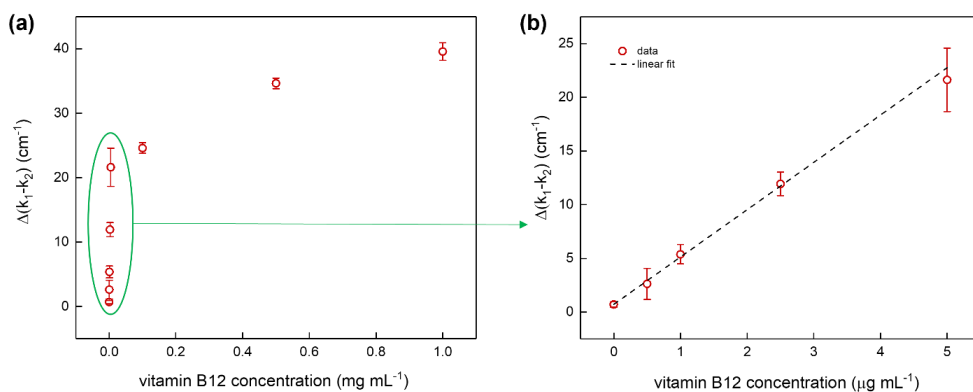 (a)
40
30
20
10
0
Δ(k₁-k₂) (cm⁻¹)
0.0 0.2 0.4 0.6 0.8 1.0
vitamin B12 concentration (mg mL⁻¹)
(b)
25
20
15
10
5
0
Δ(k₁-k₂) (cm⁻¹)
data
linear fit
0 1 2 3 4 5
vitamin B12 concentration (μg mL⁻¹)